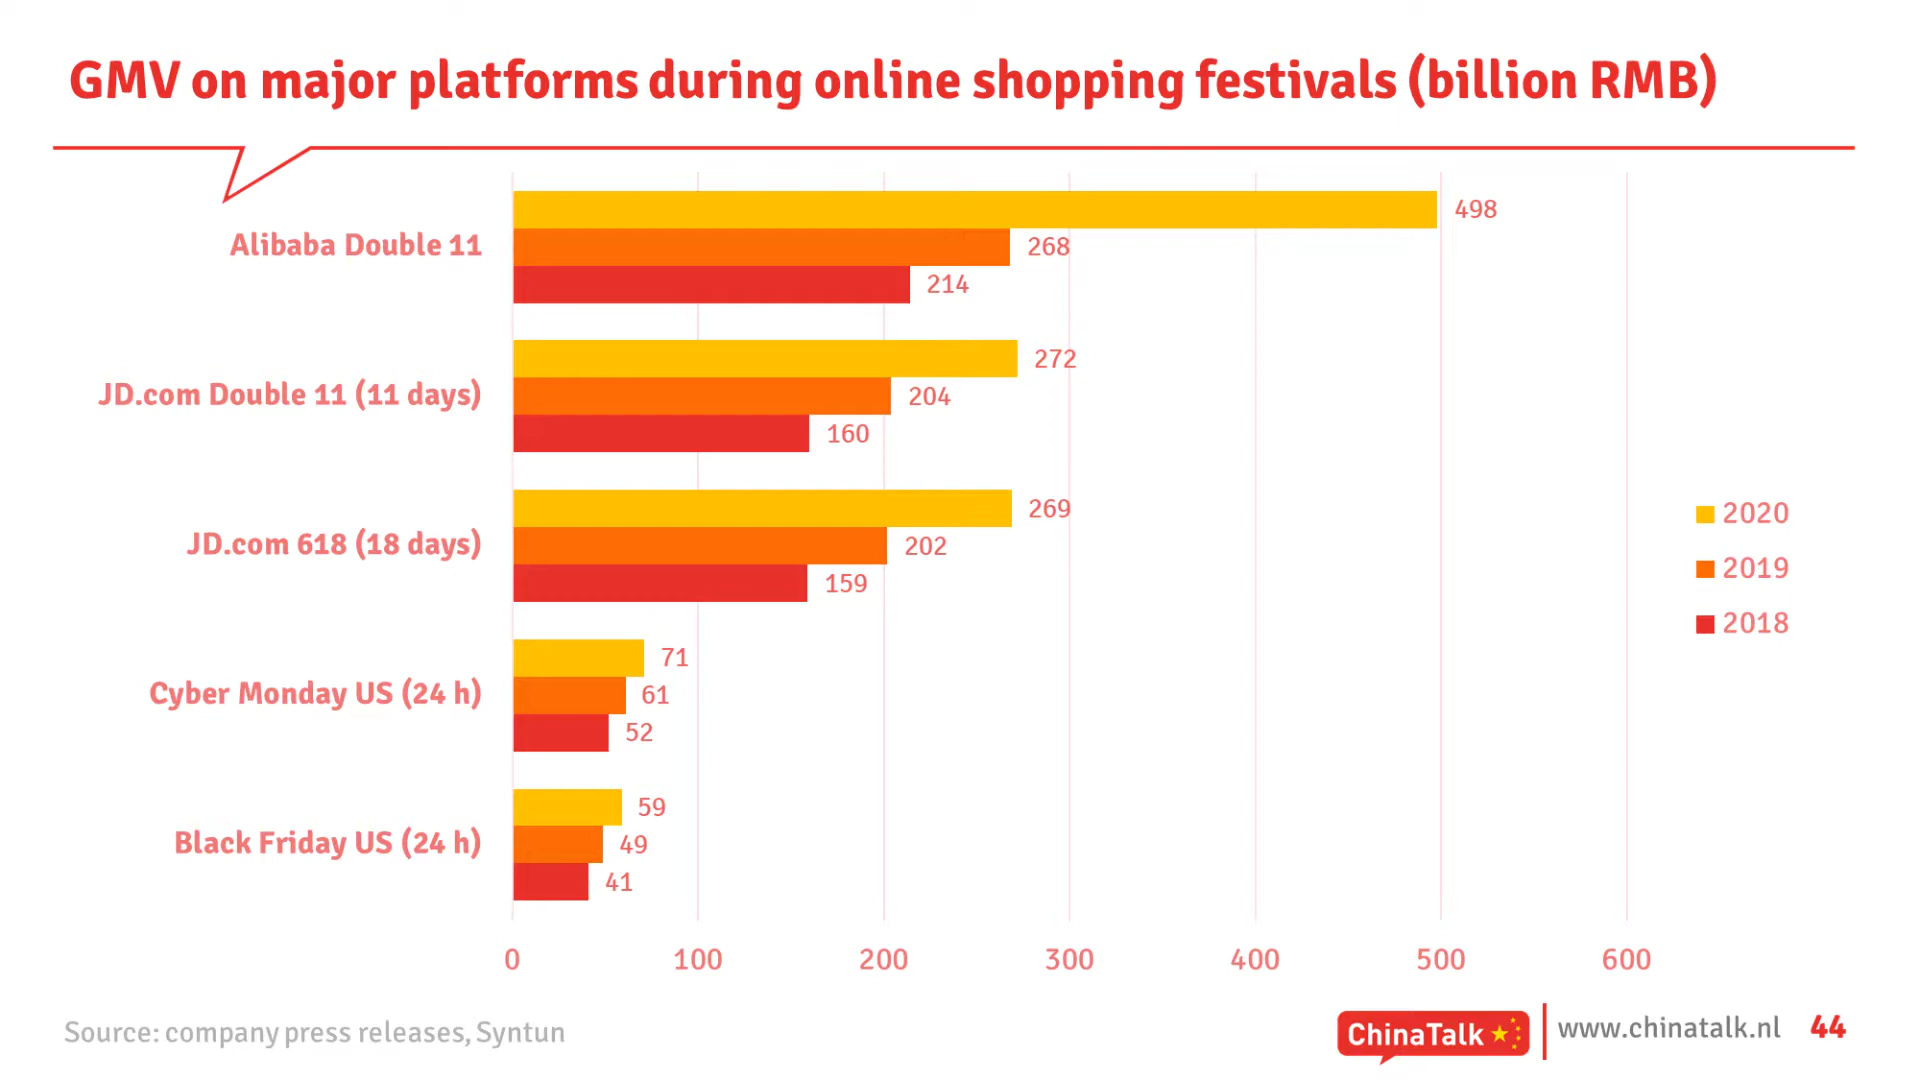 GMV on major platforms during online shopping festivals (billion RMB)
Alibaba Double 11
498
268
214
JD.com Double 11 (11 days)
272
204
160
JD.com 618 (18 days)
269
202
159
Cyber Monday US (24 h)
71
61
52
Black Friday US (24 h)
59
49
41
2020
2019
2018
0 100 200 300 400 500 600
Source: company press releases, Syntun
ChinaTalk
www.chinatalk.nl 44